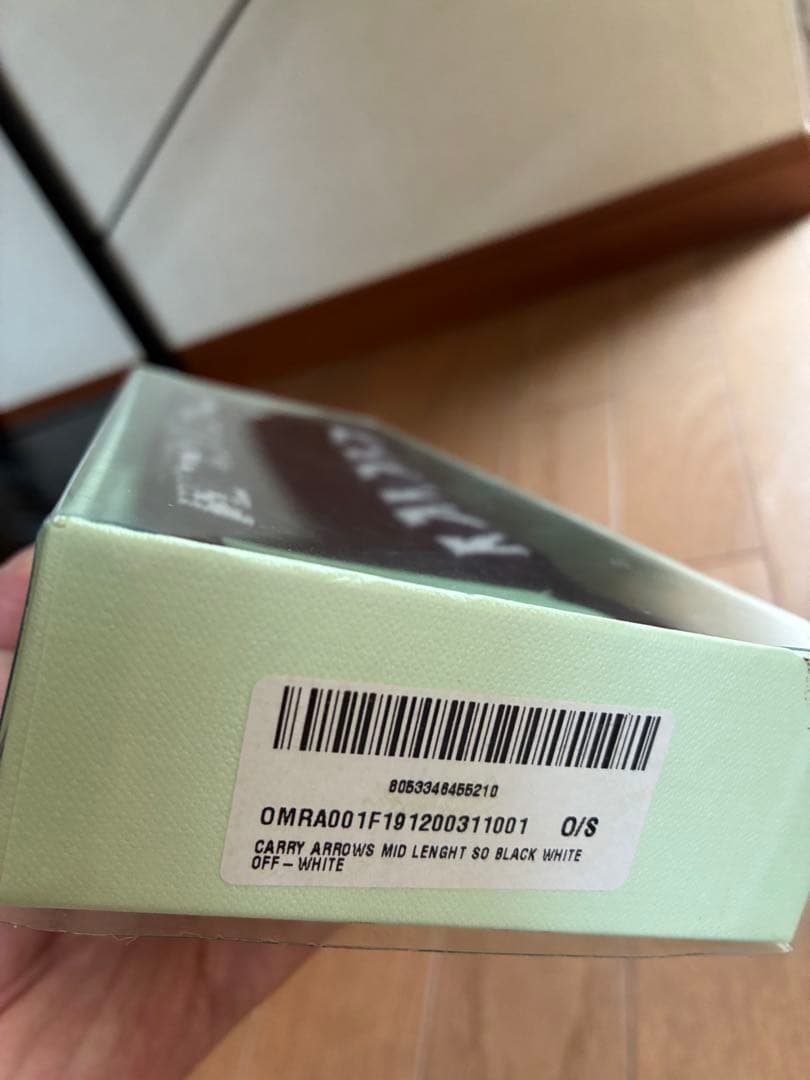 8053348455210
OMRA001F191200311001 O/S
CARRY ARROWS MID LENGHT SO BLACK WHITE
OFF-WHITE